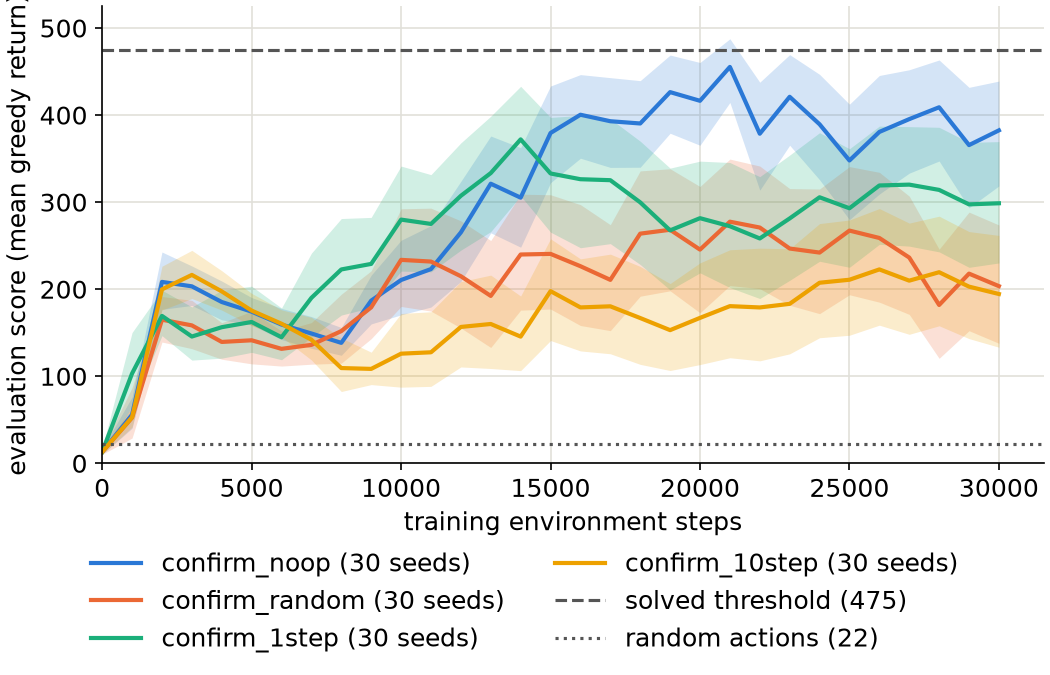 evaluation score (mean greedy return)
500
400
300
200
100
0
0 5000 10000 15000 20000 25000 30000
training environment steps
confirm_noop (30 seeds)
confirm_random (30 seeds)
confirm_1step (30 seeds)
confirm_10step (30 seeds)
solved threshold (475)
random actions (22)